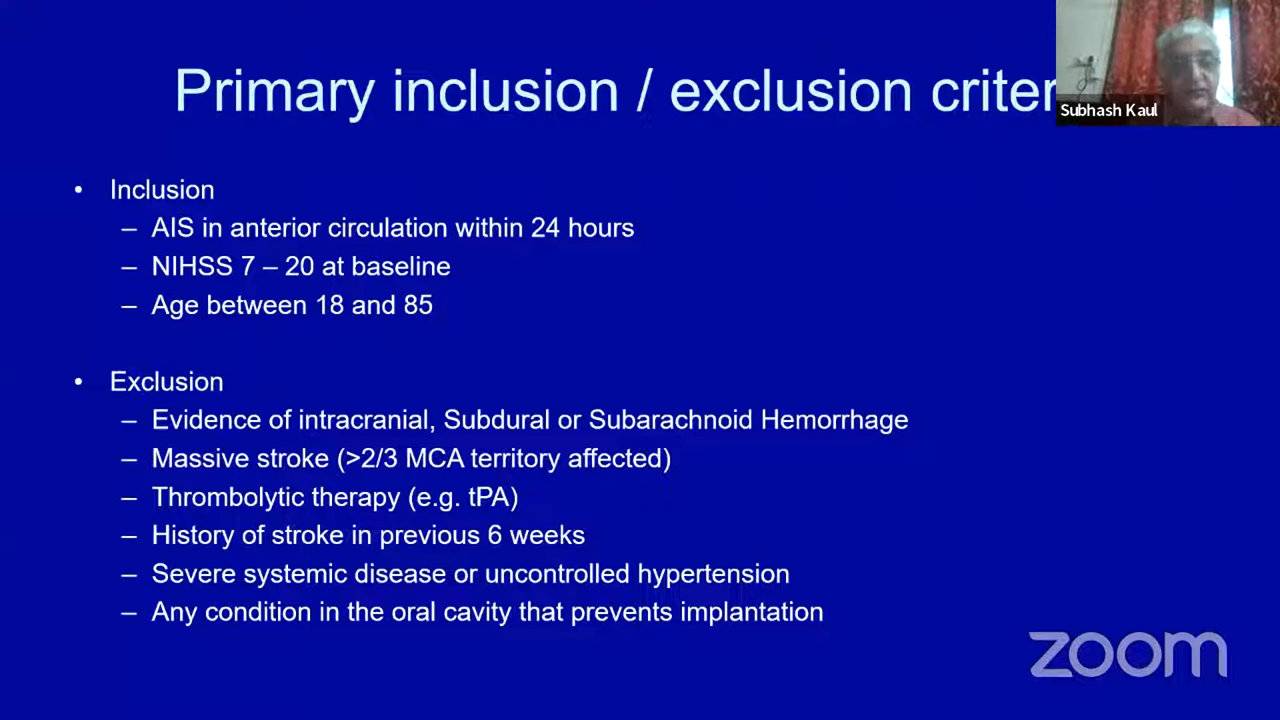 Primary inclusion / exclusion criter
Subhash Kaul
• Inclusion
– AIS in anterior circulation within 24 hours
– NIHSS 7 – 20 at baseline
– Age between 18 and 85
• Exclusion
– Evidence of intracranial, Subdural or Subarachnoid Hemorrhage
– Massive stroke (>2/3 MCA territory affected)
– Thrombolytic therapy (e.g. tPA)
– History of stroke in previous 6 weeks
– Severe systemic disease or uncontrolled hypertension
– Any condition in the oral cavity that prevents implantation
zoom